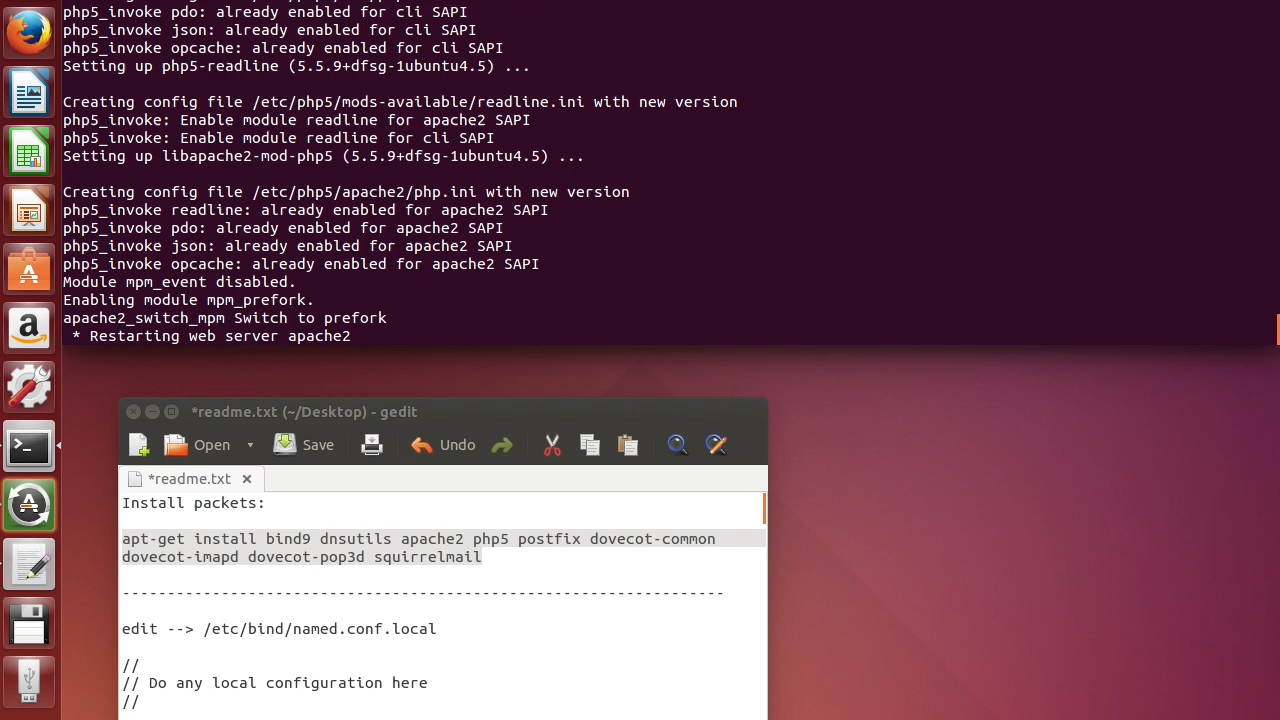 php5_invoke pdo: already enabled for cli SAPI
php5_invoke json: already enabled for cli SAPI
php5_invoke opcache: already enabled for cli SAPI
Setting up php5-readline (5.5.9+dfsg-1ubuntu4.5) ...
Creating config file /etc/php5/mods-available/readline.ini with new version
php5_invoke: Enable module readline for apache2 SAPI
php5_invoke: Enable module readline for cli SAPI
Setting up libapache2-mod-php5 (5.5.9+dfsg-1ubuntu4.5) ...
Creating config file /etc/php5/apache2/php.ini with new version
php5_invoke readline: already enabled for apache2 SAPI
php5_invoke pdo: already enabled for apache2 SAPI
php5_invoke json: already enabled for apache2 SAPI
php5_invoke opcache: already enabled for apache2 SAPI
Module mpm_event disabled.
Enabling module mpm_prefork.
apache2_switch_mpm Switch to prefork
 * Restarting web server apache2
*readme.txt (~/Desktop) - gedit
Open Save Undo
*readme.txt
Install packets:
apt-get install bind9 dnsutils apache2 php5 postfix dovecot-common
dovecot-imapd dovecot-pop3d squirrelmail
-------------------------------------------------------------------
edit --> /etc/bind/named.conf.local
//
// Do any local configuration here
//